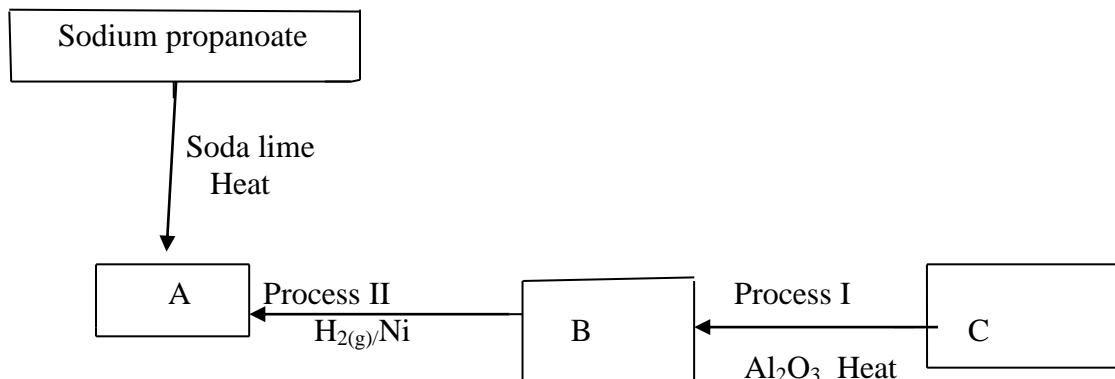 Sodium propanoate
Soda lime
Heat
A
Process II
H₂(g)/Ni
B
Process I
Al₂O₃ Heat
C